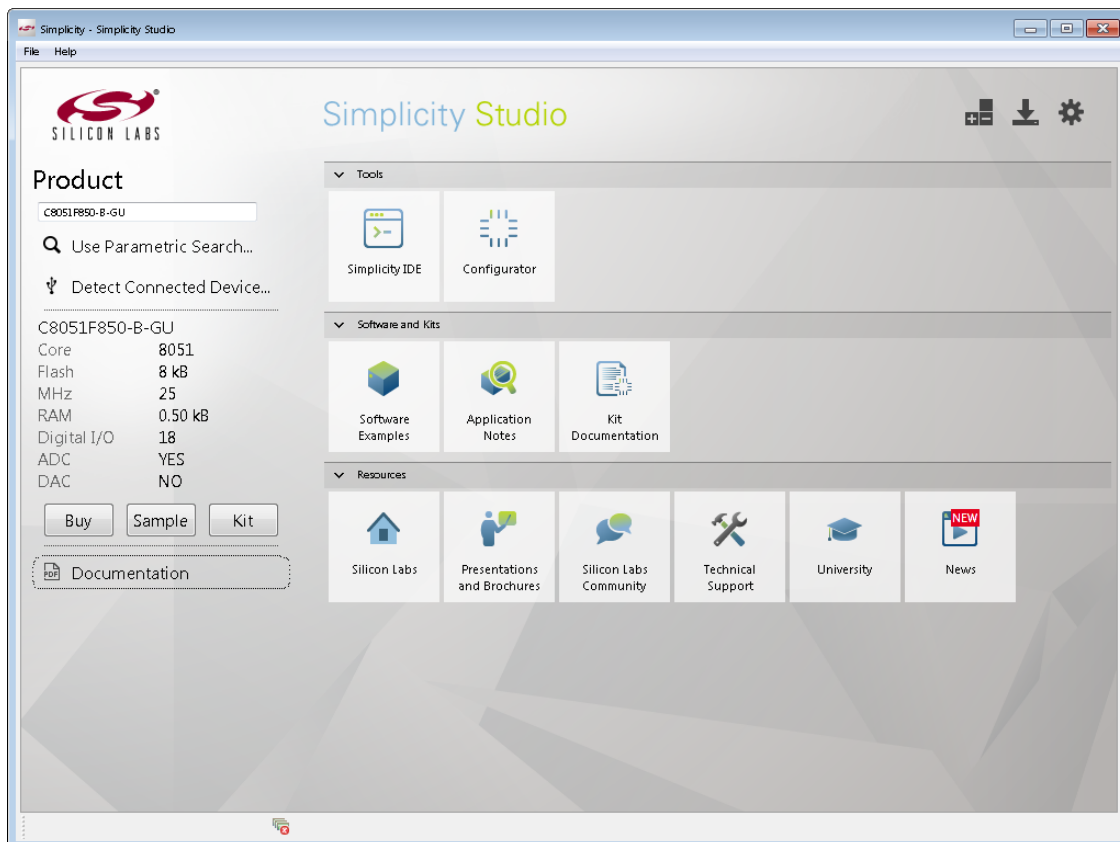 Simplicity - Simplicity Studio
File Help
SILICON LABS
Simplicity Studio
Product
C8051F850-B-GU
Use Parametric Search...
Detect Connected Device...
C8051F850-B-GU
Core 8051
Flash 8 kB
MHz 25
RAM 0.50 kB
Digital I/O 18
ADC YES
DAC NO
Buy Sample Kit
PDF Documentation
Tools
Simplicity IDE
Configurator
Software and Kits
Software
Examples
Application
Notes
Kit
Documentation
Resources
Silicon Labs
Presentations
and Brochures
Silicon Labs
Community
Technical
Support
University
NEW
News